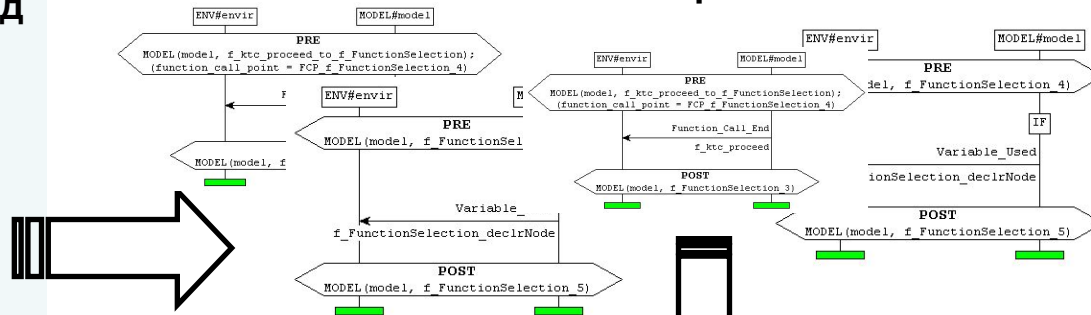 д
ENV#envir
MODEL#model
PRE
MODEL(model, f_ktc_proceed_to_f_FunctionSelection);
(function_call_point = FCP_f_FunctionSelection_4)
MODEL(model, f
ENV#envir
M
PRE
MODEL(model, f_FunctionSel
Variable_
f_FunctionSelection_declrNode
POST
MODEL(model, f_FunctionSelection_5)
ENV#envir
MODEL#model
PRE
MODEL(model, f_ktc_proceed_to_f_FunctionSelection);
(function_call_point = FCP_f_FunctionSelection_4)
Function_Call_End
f_ktc_proceed
POST
MODEL(model, f_FunctionSelection_3)
ENV#envir
MODEL#model
PRE
del, f_FunctionSelection_4)
IF
Variable_Used
ionSelection_declrNode
POST
MODEL(model, f_FunctionSelection_5)